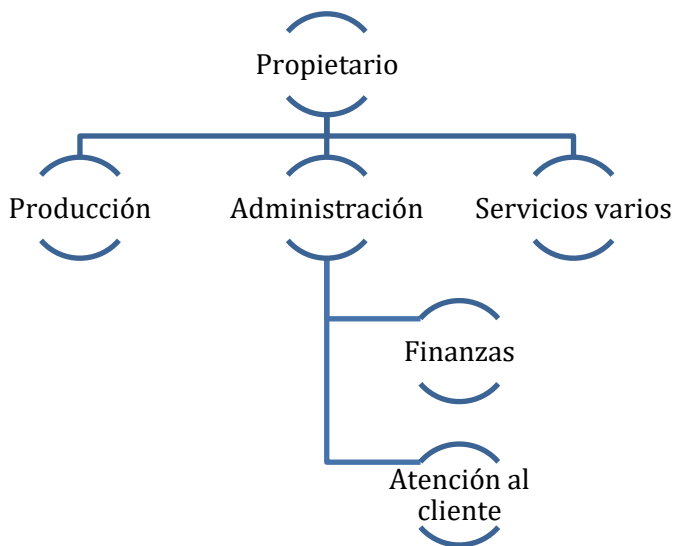 Propietario
Producción
Administración
Servicios varios
Finanzas
Atención al
cliente